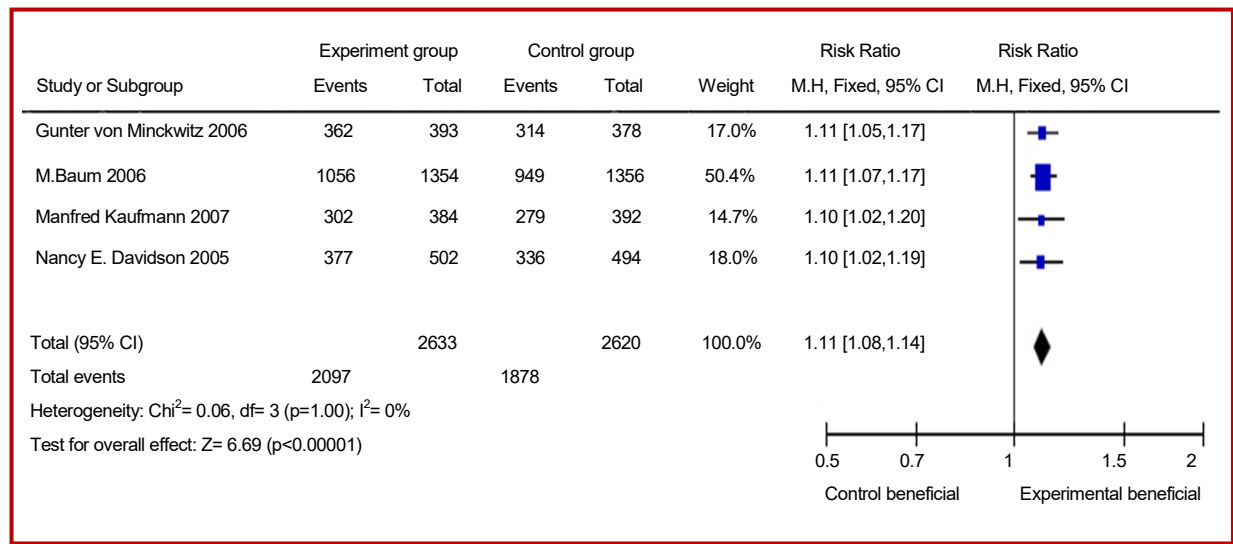 Experiment group Control group Risk Ratio Risk Ratio
Study or Subgroup Events Total Events Total Weight M.H, Fixed, 95% CI M.H, Fixed, 95% CI
Gunter von Minckwitz 2006 362 393 314 378 17.0% 1.11 [1.05,1.17]
M.Baum 2006 1056 1354 949 1356 50.4% 1.11 [1.07,1.17]
Manfred Kaufmann 2007 302 384 279 392 14.7% 1.10 [1.02,1.20]
Nancy E. Davidson 2005 377 502 336 494 18.0% 1.10 [1.02,1.19]
Total (95% CI) 2633 2620 100.0% 1.11 [1.08,1.14]
Total events 2097 1878
Heterogeneity: Chi²= 0.06, df= 3 (p=1.00); I²= 0%
Test for overall effect: Z= 6.69 (p<0.00001)
0.5 0.7 1 1.5 2
Control beneficial Experimental beneficial